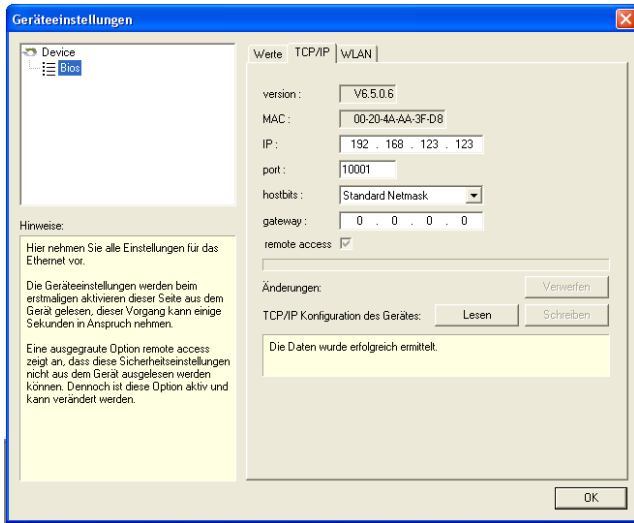 Geräteeinstellungen
Device
Bios
Hinweise:
Hier nehmen Sie alle Einstellungen für das
Ethernet vor.
Die Geräteeinstellungen werden beim
erstmaligen aktivieren dieser Seite aus dem
Gerät gelesen, dieser Vorgang kann einige
Sekunden in Anspruch nehmen.
Eine ausgegraute Option remote access
zeigt an, dass diese Sicherheitseinstellungen
nicht aus dem Gerät ausgelesen werden
können. Dennoch ist diese Option aktiv und
kann verändert werden.
Werte TCP/IP WLAN
version : V6.5.0.6
MAC : 00-20-4A-AA-3F-D8
IP : 192 . 168 . 123 . 123
port : 10001
hostbits : Standard Netmask
gateway : 0 . 0 . 0 . 0
remote access
Änderungen: Verwerfen
TCP/IP Konfiguration des Gerätes: Lesen Schreiben
Die Daten wurde erfolgreich ermittelt.
OK